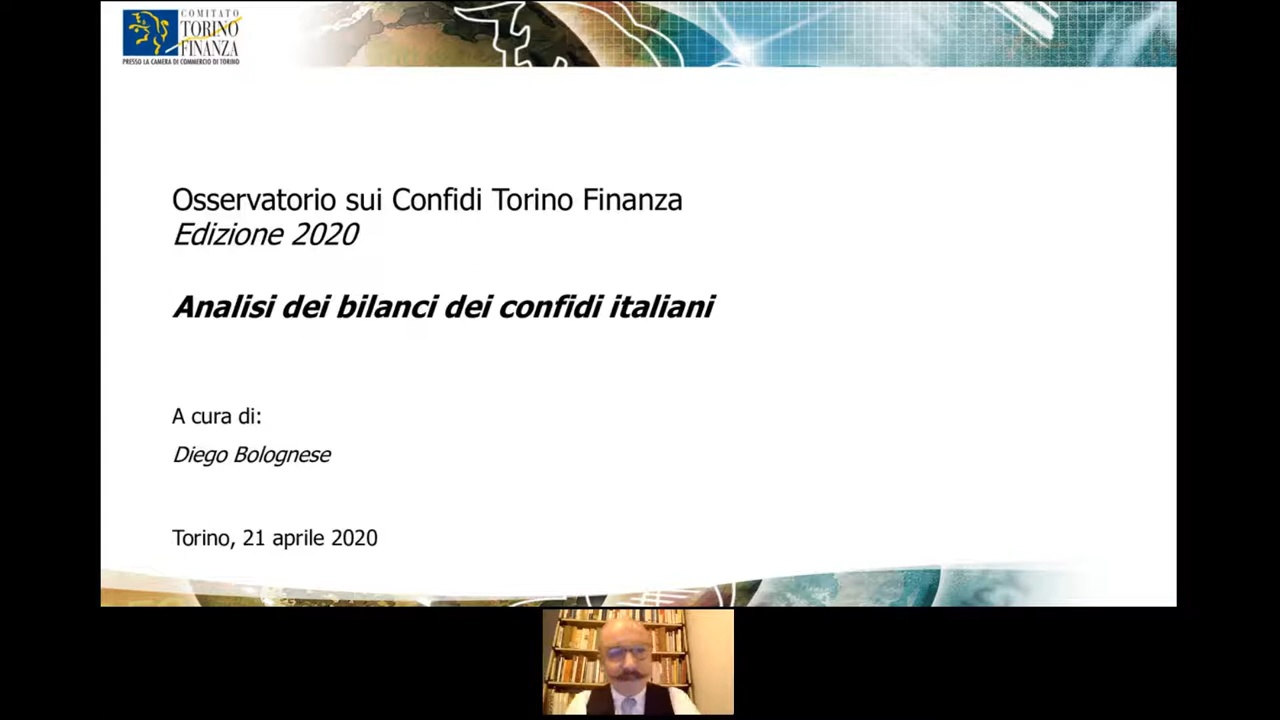 COMITATO
TORINO
FINANZA
PRESSO LA CAMERA DI COMMERCIO DI TORINO
Osservatorio sui Confidi Torino Finanza
Edizione 2020
Analisi dei bilanci dei confidi italiani
A cura di:
Diego Bolognese
Torino, 21 aprile 2020